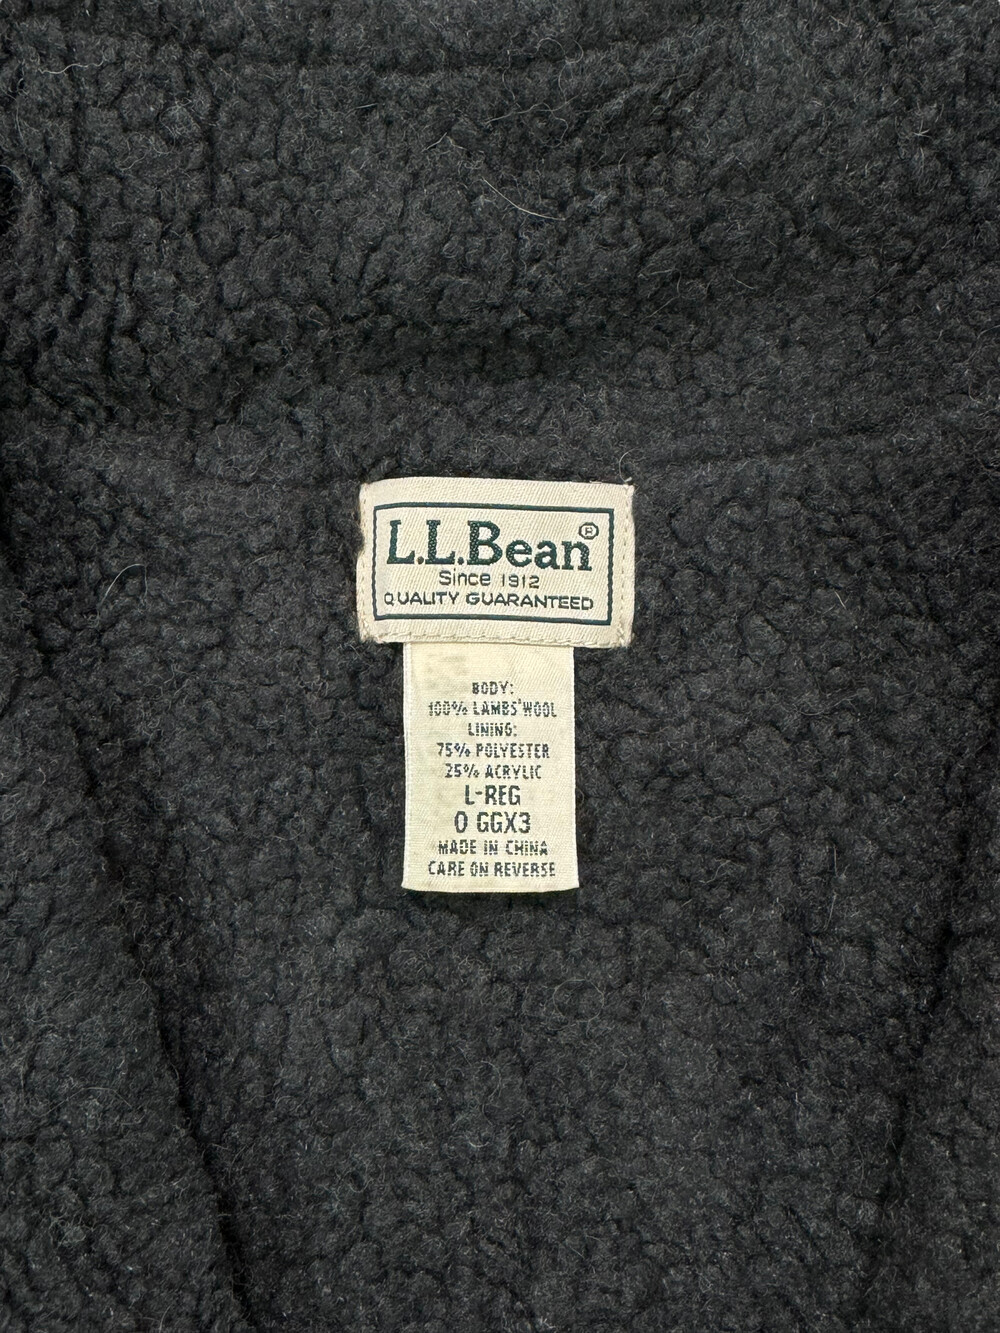 L.L.Bean®
Since 1912
QUALITY GUARANTEED
BODY:
100% LAMBS'WOOL
LINING:
75% POLYESTER
25% ACRYLIC
L-REG
0 GGX3
MADE IN CHINA
CARE ON REVERSE